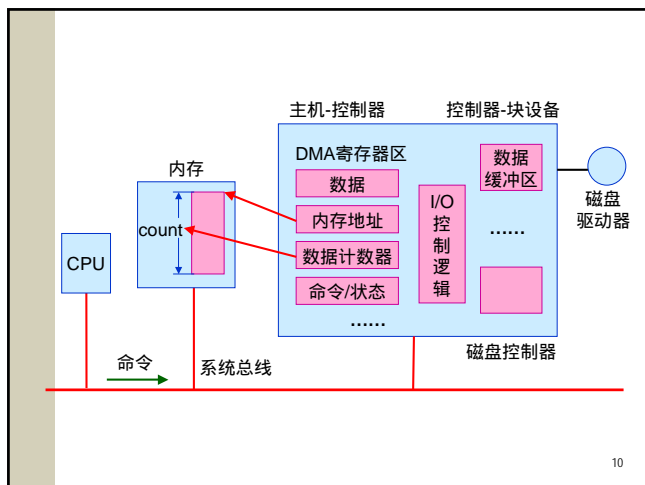 主机-控制器
控制器-块设备
DMA寄存器区
数据
内存地址
数据计数器
命令/状态
......
I/O
控
制
逻
辑
数据
缓冲区
......
磁盘
驱动器
内存
count
CPU
磁盘控制器
命令
系统总线
10